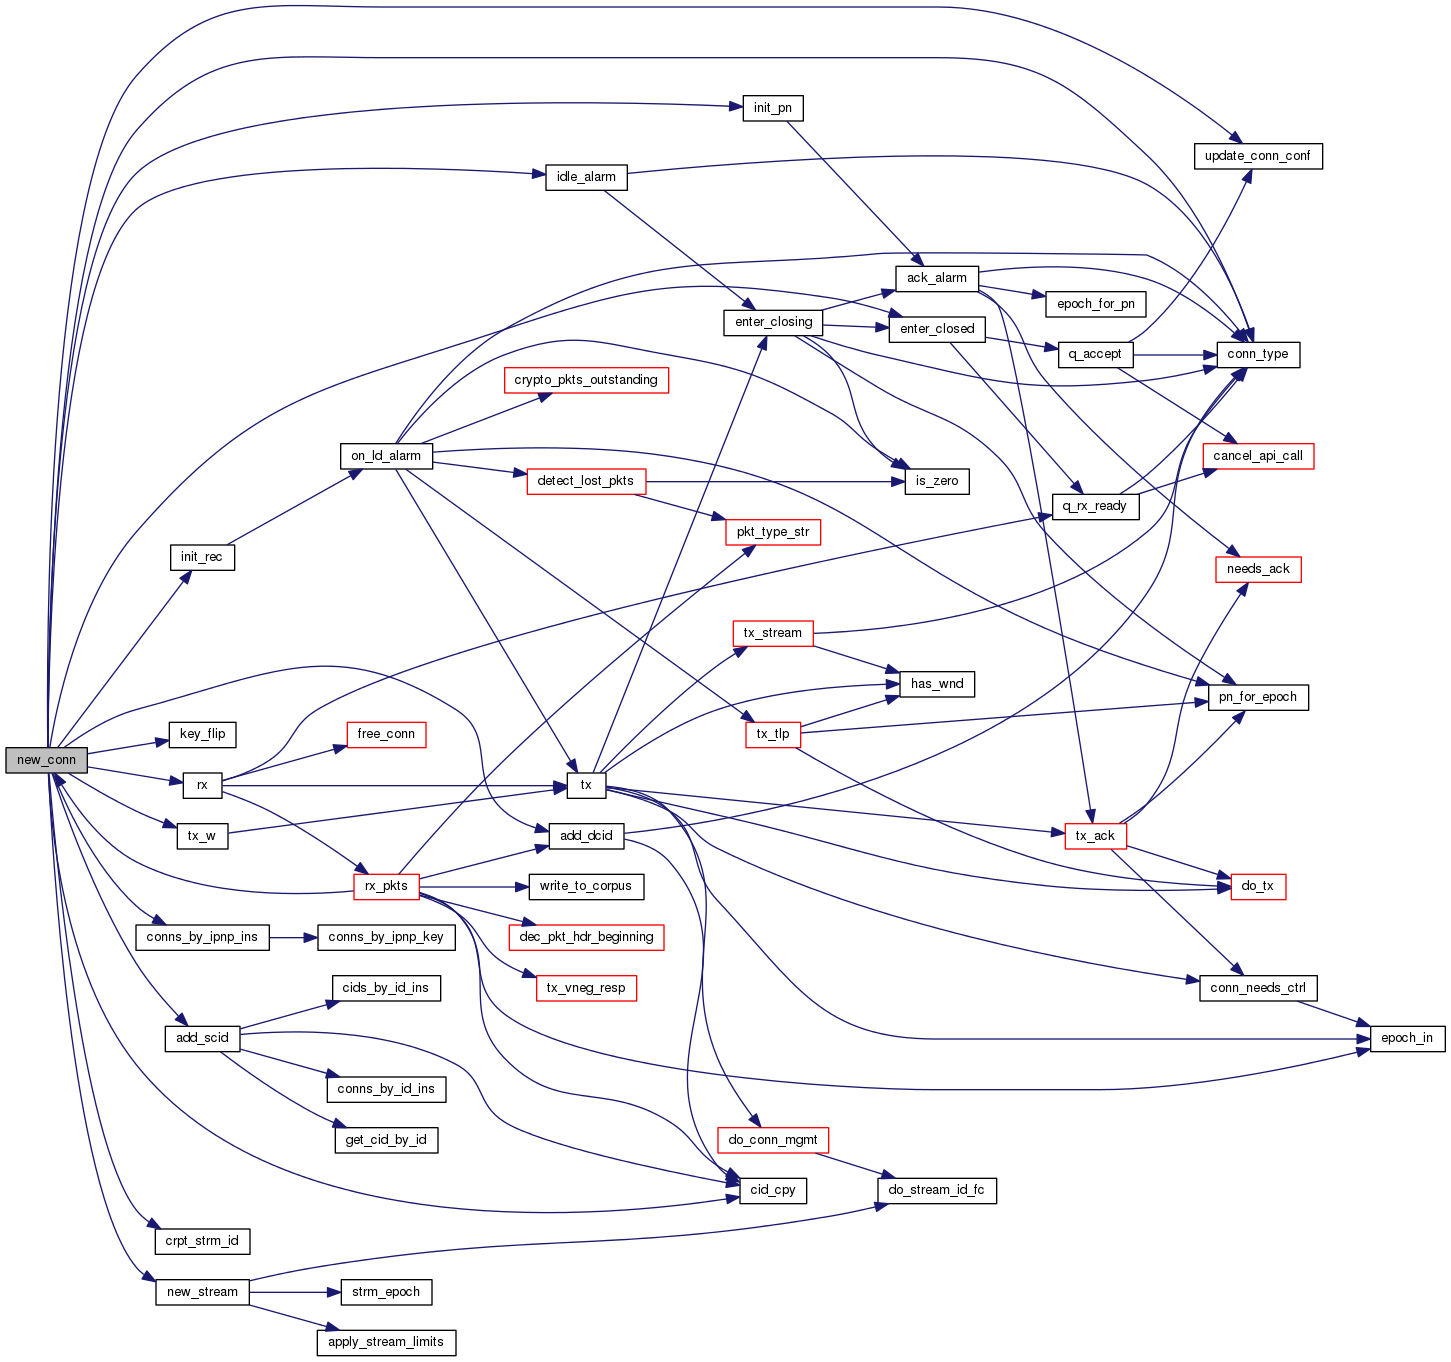 init_pn
update_conn_conf
idle_alarm
ack_alarm
epoch_for_pn
enter_closing
enter_closed
q_accept
conn_type
crypto_pkts_outstanding
on_ld_alarm
cancel_api_call
detect_lost_pkts
is_zero
q_rx_ready
pkt_type_str
init_rec
needs_ack
tx_stream
has_wnd
pn_for_epoch
key_flip
free_conn
tx_tlp
new_conn
rx
tx
tx_w
add_dcid
tx_ack
rx_pkts
write_to_corpus
do_tx
conns_by_ipnp_ins
conns_by_ipnp_key
dec_pkt_hdr_beginning
cids_by_id_ins
tx_vneg_resp
conn_needs_ctrl
add_scid
epoch_in
conns_by_id_ins
get_cid_by_id
do_conn_mgmt
cid_cpy
do_stream_id_fc
crpt_strm_id
new_stream
strm_epoch
apply_stream_limits